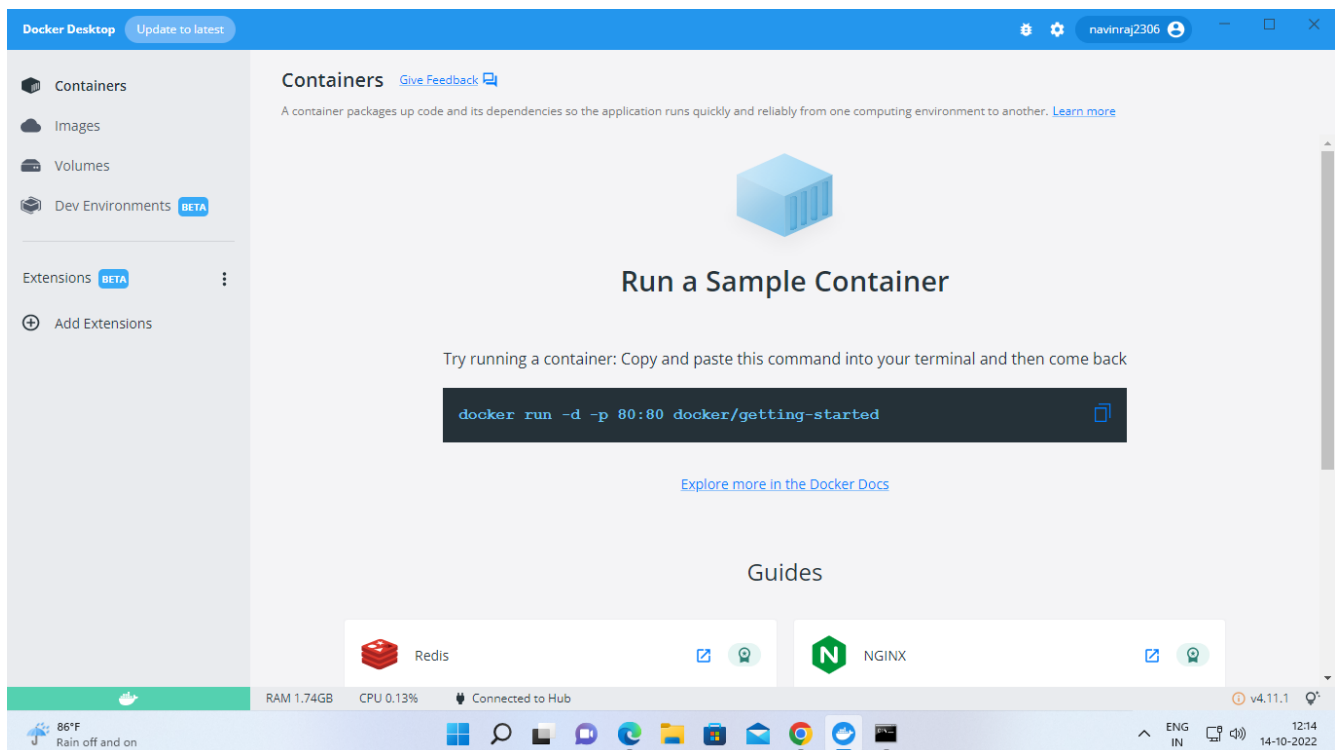 Docker Desktop Update to latest navinraj2306
Containers
Images
Volumes
Dev Environments BETA
Extensions BETA
Add Extensions
Containers Give Feedback
A container packages up code and its dependencies so the application runs quickly and reliably from one computing environment to another. Learn more
Run a Sample Container
Try running a container: Copy and paste this command into your terminal and then come back
docker run -d -p 80:80 docker/getting-started
Explore more in the Docker Docs
Guides
Redis
N NGINX
RAM 1.74GB CPU 0.13% Connected to Hub v4.11.1
86°F
Rain off and on
ENG
IN
12:14
14-10-2022